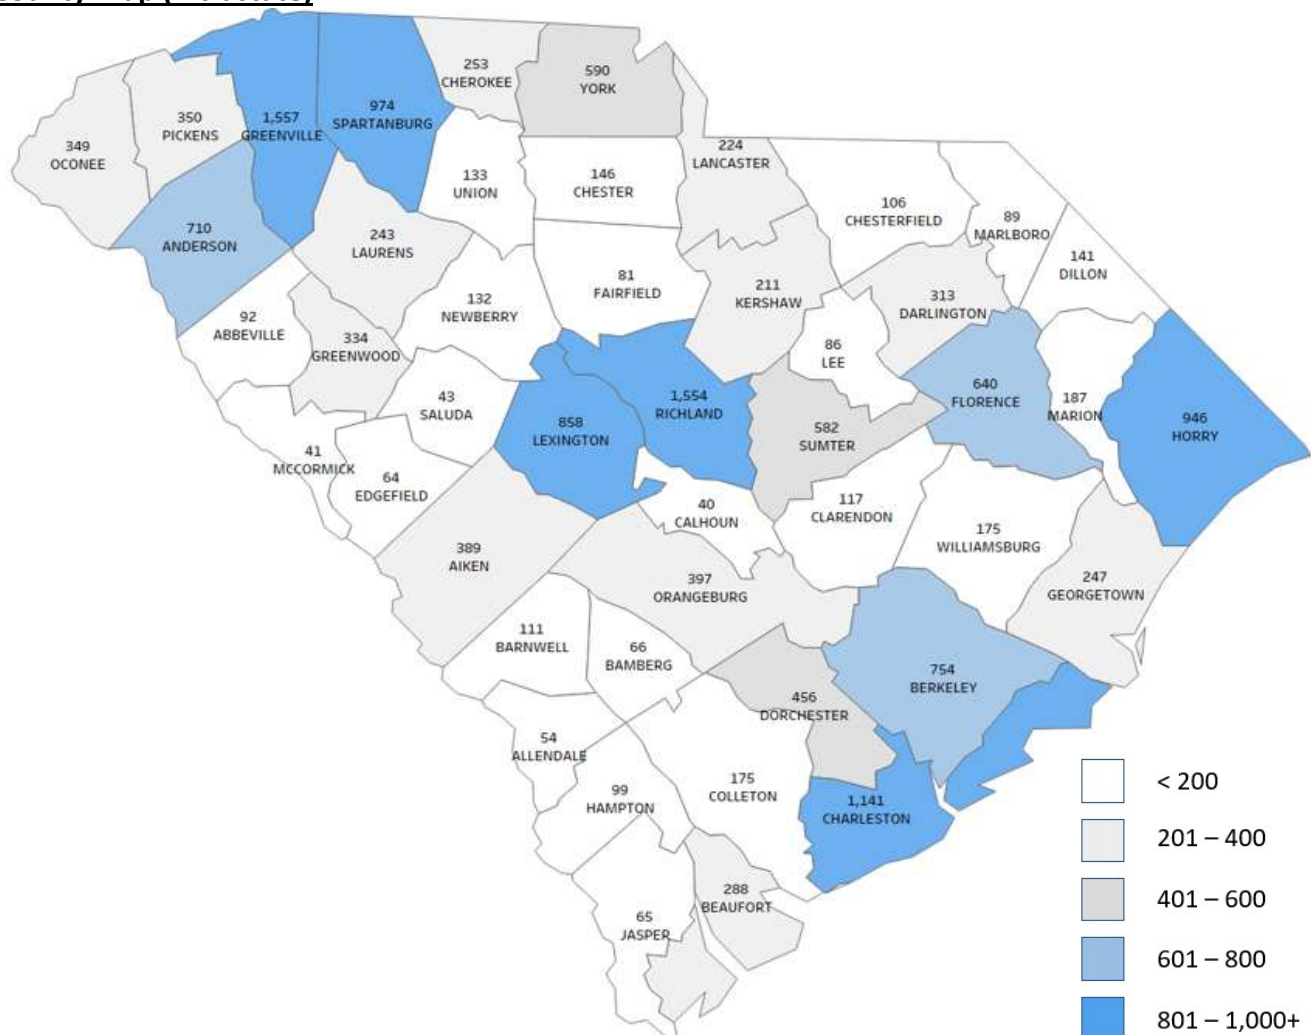 253
CHEROKEE
590
YORK
350
PICKENS
1,557
GREENVILLE
974
SPARTANBURG
349
OCONEE
224
LANCASTER
133
UNION
146
CHESTER
106
CHESTERFIELD
89
MARLBORO
710
ANDERSON
243
LAURENS
141
DILLON
81
FAIRFIELD
211
KERSHAW
313
DARLINGTON
132
NEWBERRY
92
ABBEVILLE
334
GREENWOOD
86
LEE
43
SALUDA
1,554
RICHLAND
640
FLORENCE
187
MARION
946
HORRY
858
LEXINGTON
582
SUMTER
41
MCCORMICK
64
EDGEFIELD
40
CALHOUN
117
CLARENDON
175
WILLIAMSBURG
389
AIKEN
397
ORANGEBURG
247
GEORGETOWN
111
BARNWELL
66
BAMBERG
754
BERKELEY
456
DORCHESTER
54
ALLENDALE
99
HAMPTON
175
COLLETON
1,141
CHARLESTON
288
BEAUFORT
65
JASPER
< 200
201 – 400
401 – 600
601 – 800
801 – 1,000+